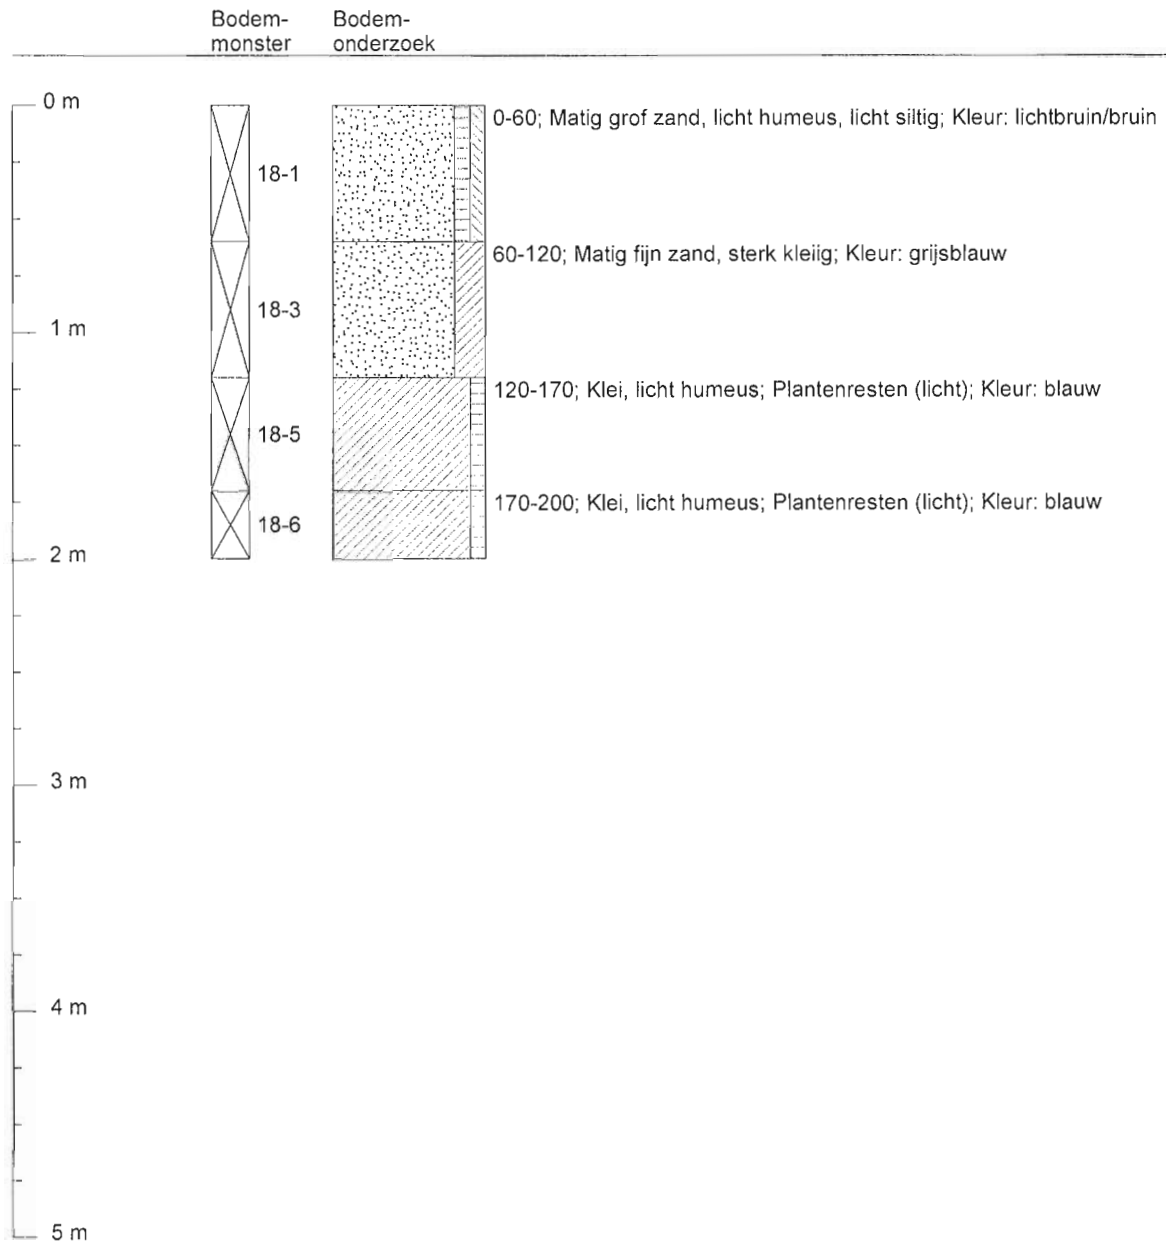 Bodem-
monster
Bodem-
onderzoek
0 m
0-60; Matig grof zand, licht humeus, licht siltig; Kleur: lichtbruin/bruin
18-1
60-120; Matig fijn zand, sterk kleiig; Kleur: grijsblauw
18-3
1 m
120-170; Klei, licht humeus; Plantenresten (licht); Kleur: blauw
18-5
170-200; Klei, licht humeus; Plantenresten (licht); Kleur: blauw
18-6
2 m
3 m
4 m
5 m